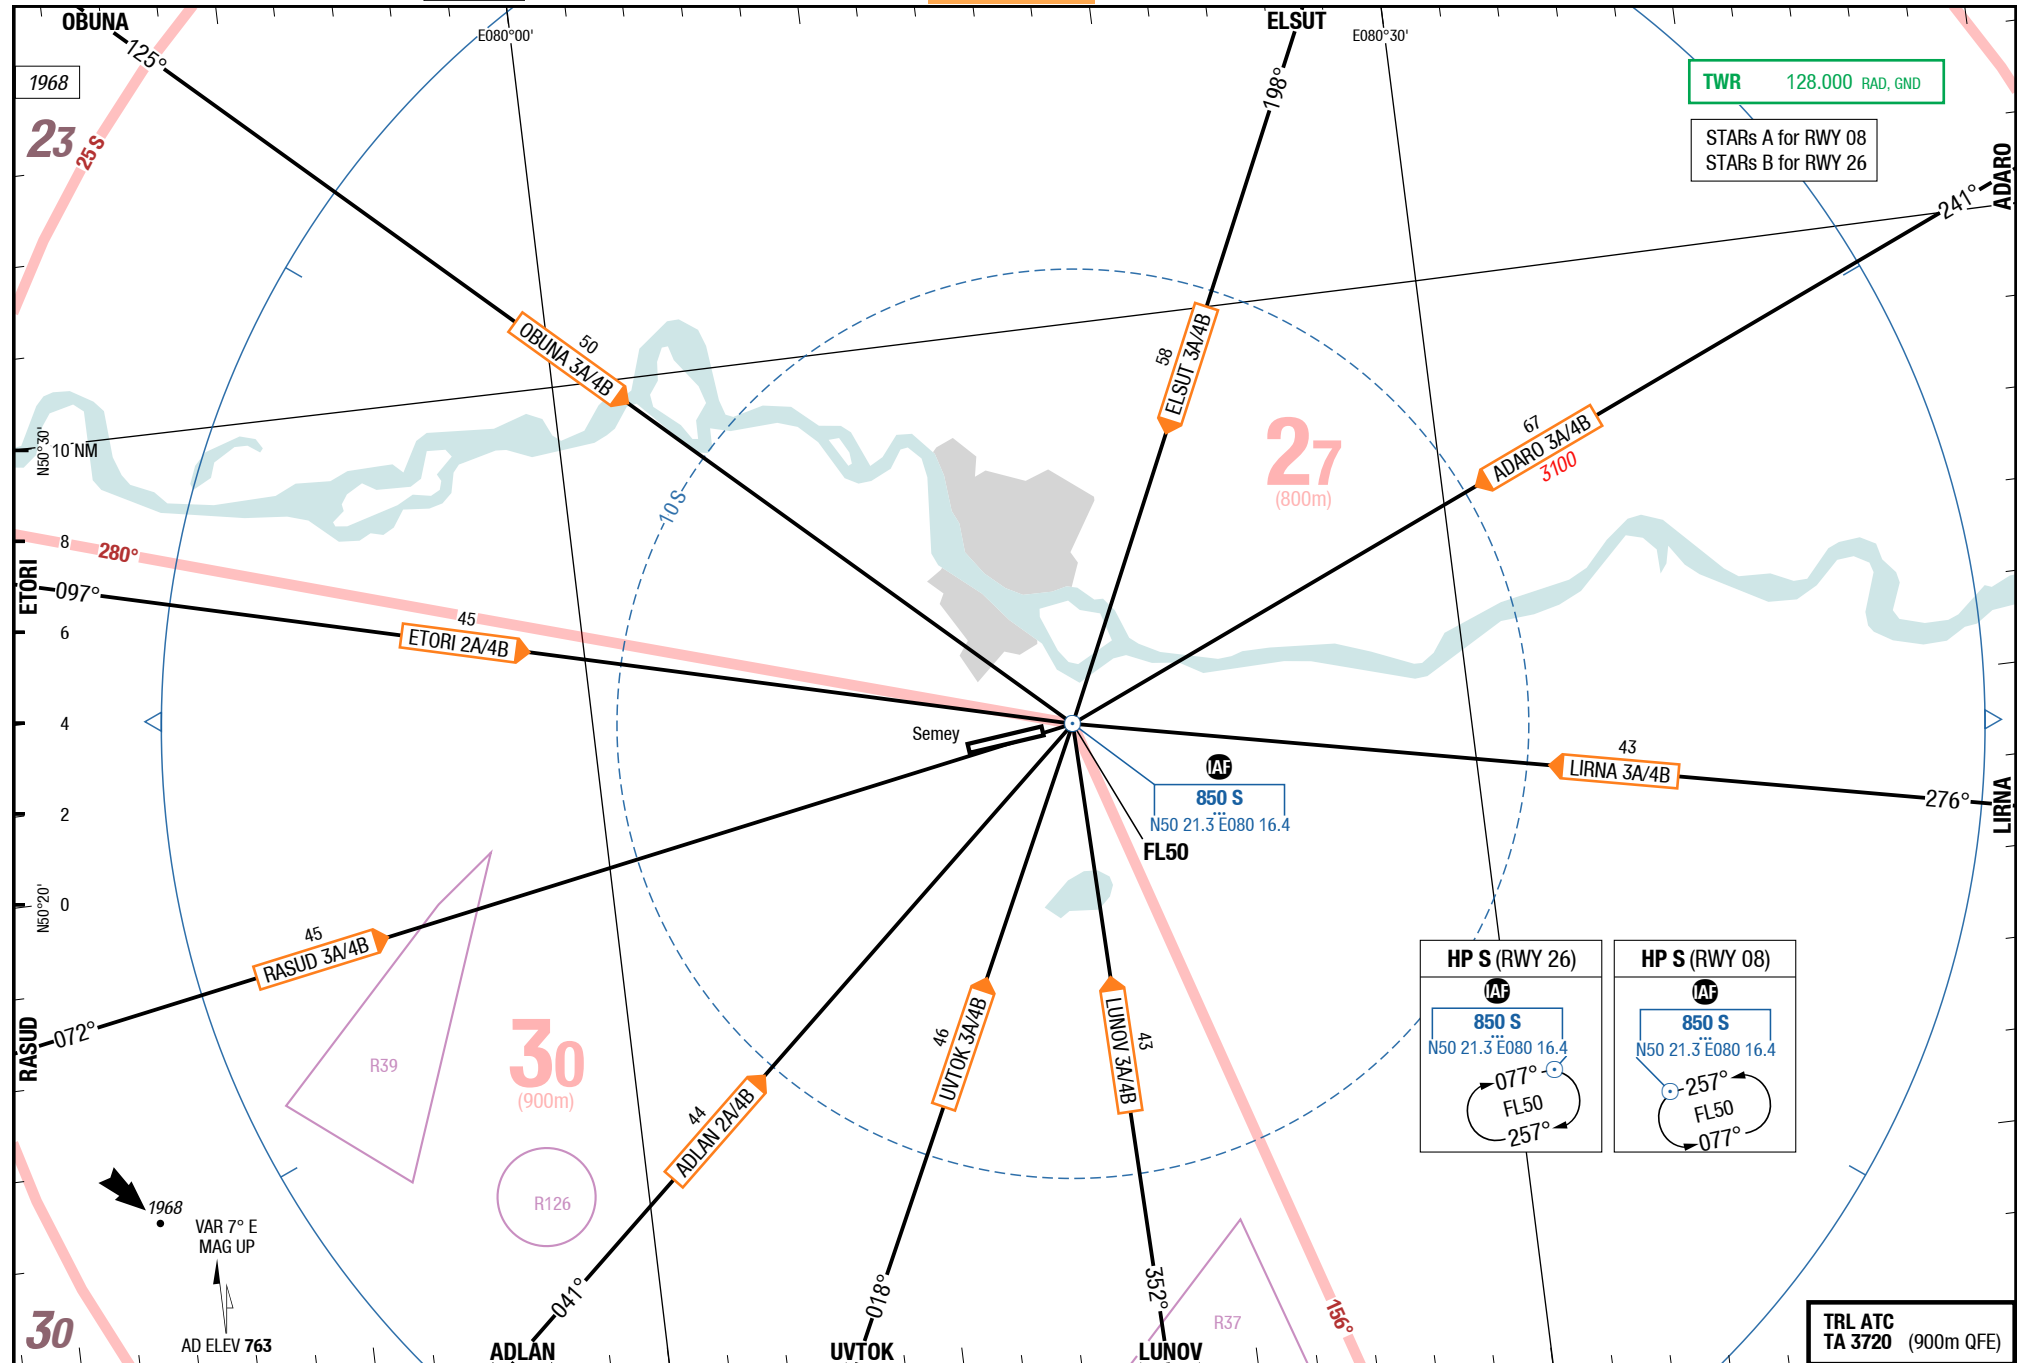 OBUNA
ELSUT
E080°00'
E080°30'
125°
198°
1968
23
25 S
TWR 128.000 RAD, GND
STARs A for RWY 08
STARs B for RWY 26
ADARO
241°
50
OBUNA 3A/4B
58
ELSUT 3A/4B
67
ADARO 3A/4B
3100
27
(800m)
N50°30'
10 NM
10 S
8
280°
ETORI
097°
45
ETORI 2A/4B
6
4
Semey
IAF
850 S
N50 21.3 E080 16.4
FL50
43
LIRNA 3A/4B
276°
LIRNA
2
N50°20'
0
45
RASUD 3A/4B
RASUD
072°
R39
30
(900m)
R126
44
ADLAN 2A/4B
46
UVTOK 3A/4B
43
LUNOV 3A/4B
HP S (RWY 26)
IAF
850 S
N50 21.3 E080 16.4
077°
FL50
257°
HP S (RWY 08)
IAF
850 S
N50 21.3 E080 16.4
257°
FL50
077°
1968
VAR 7° E
MAG UP
AD ELEV 763
30
041°
ADLAN
018°
UVTOK
352°
LUNOV
R37
156°
TRL ATC
TA 3720 (900m QFE)